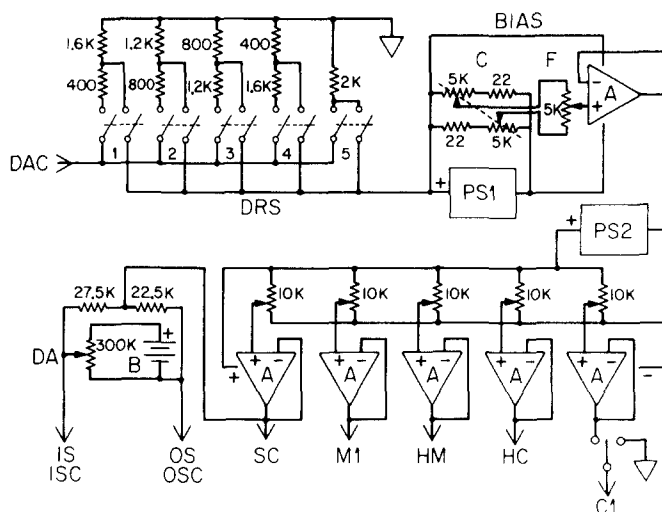 BIAS
1.6K 1.2K 800 400
400 800 1.2K 1.6K 2K
C F
5K 22
5K
22 5K
- A +
DAC 1 2 3 4 5
DRS
+ PS1
+ PS2
27.5K 22.5K
10K 10K 10K 10K 10K
DA 300K B +
+ + - + - + - + - + - -
A A A A A
IS OS SC M1 HM HC
ISC OSC
C1